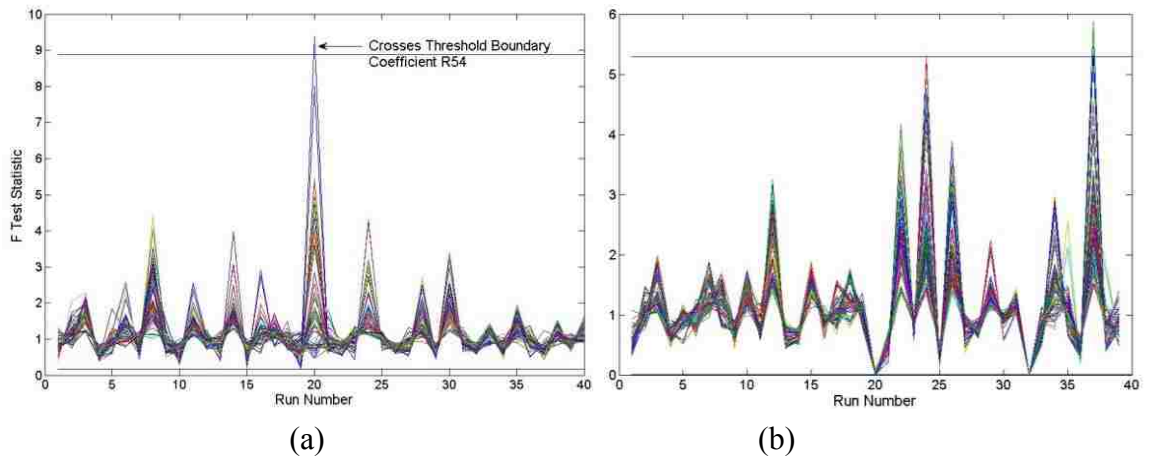 10
9
8
7
6
5
4
3
2
1
0
F Test Statistic
Crosses Threshold Boundary
Coefficient R54
0 5 10 15 20 25 30 35 40
Run Number
(a)
6
5
4
3
2
1
0
0 5 10 15 20 25 30 35 40
Run Number
(b)